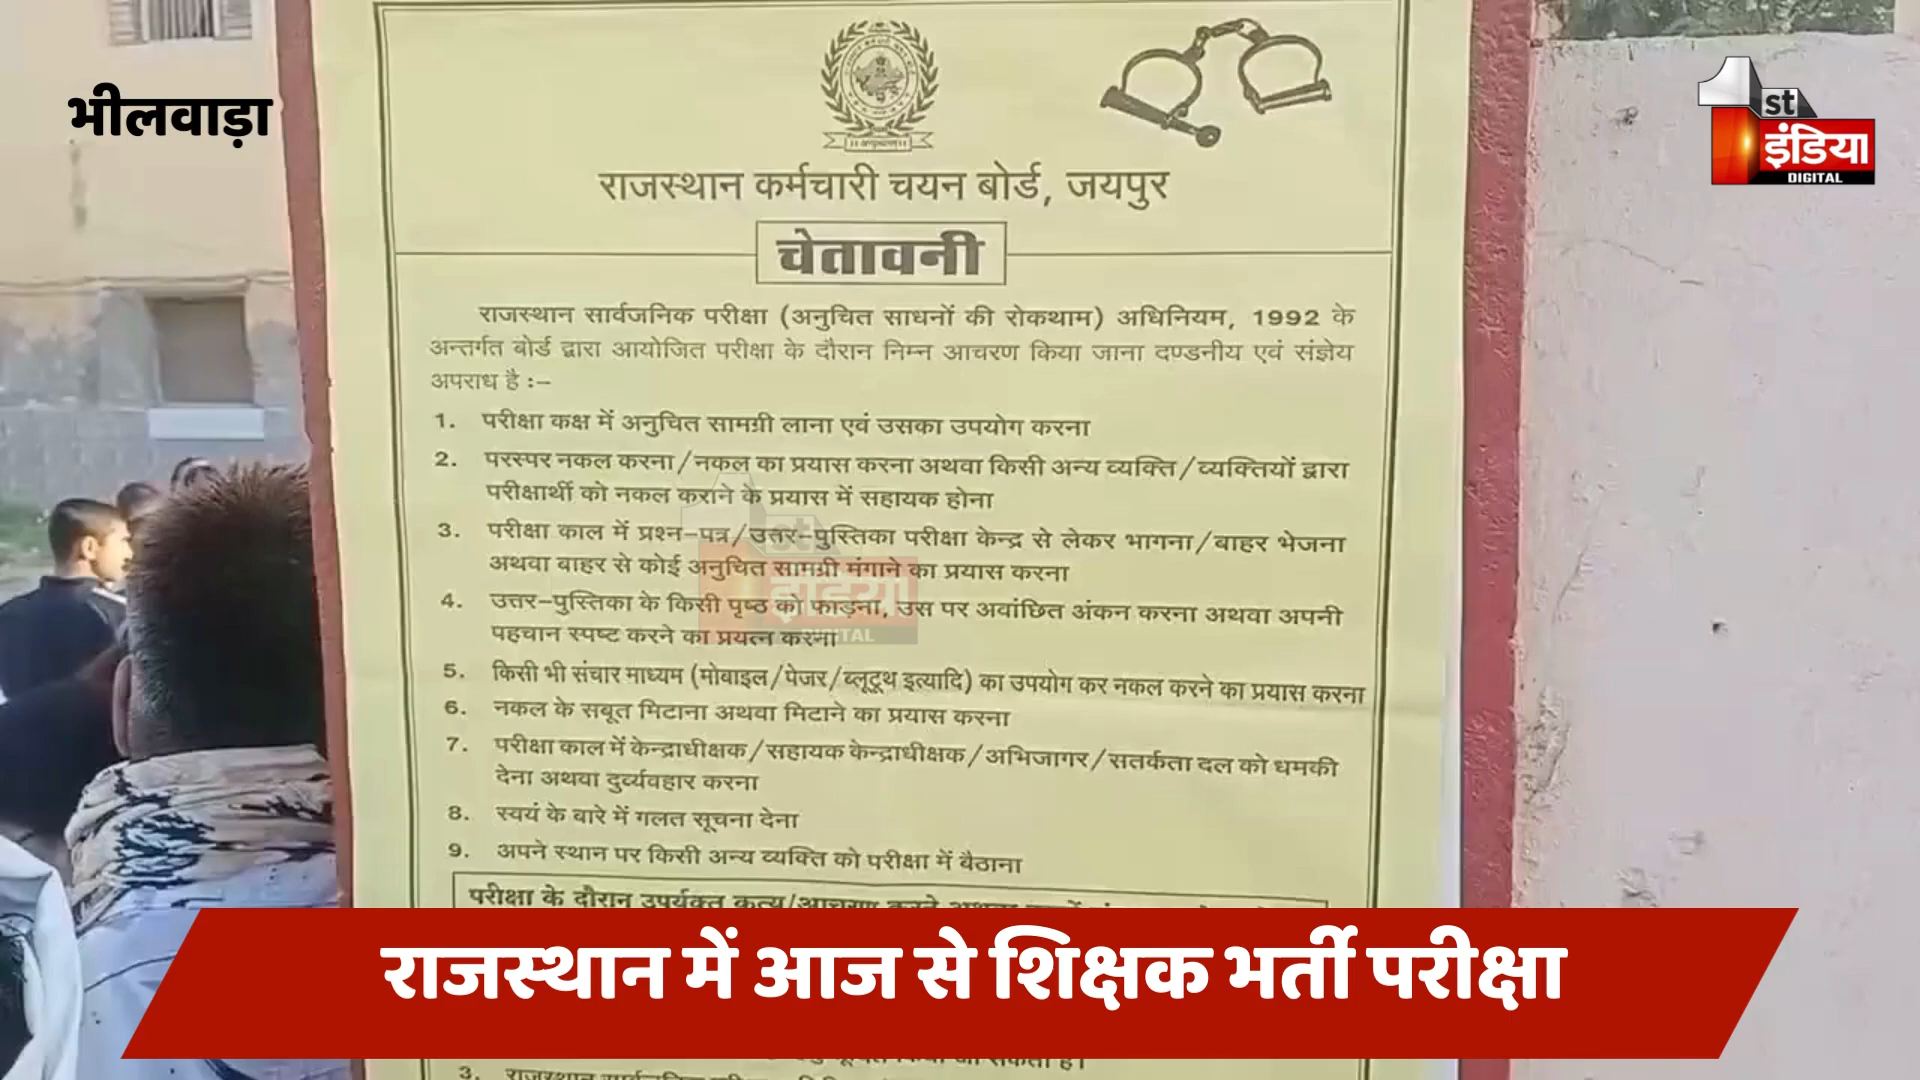 भीलवाड़ा
1st
इंडिया
DIGITAL
राजस्थान कर्मचारी चयन बोर्ड, जयपुर
चेतावनी
राजस्थान सार्वजनिक परीक्षा (अनुचित साधनों की रोकथाम) अधिनियम, 1992 के
अन्तर्गत बोर्ड द्वारा आयोजित परीक्षा के दौरान निम्न आचरण किया जाना दण्डनीय एवं संज्ञेय
अपराध है :-
1. परीक्षा कक्ष में अनुचित सामग्री लाना एवं उसका उपयोग करना
2. परस्पर नकल करना/नकल का प्रयास करना अथवा किसी अन्य व्यक्ति/व्यक्तियों द्वारा
परीक्षार्थी को नकल कराने के प्रयास में सहायक होना
3. परीक्षा काल में प्रश्न-पत्र/उत्तर-पुस्तिका परीक्षा केन्द्र से लेकर भागना/बाहर भेजना
अथवा बाहर से कोई अनुचित सामग्री मंगाने का प्रयास करना
4. उत्तर-पुस्तिका के किसी पृष्ठ को फाड़ना, उस पर अवांछित अंकन करना अथवा अपनी
पहचान स्पष्ट करने का प्रयत्न करना
5. किसी भी संचार माध्यम (मोबाइल/पेजर/ब्लूटूथ इत्यादि) का उपयोग कर नकल करने का प्रयास करना
6. नकल के सबूत मिटाना अथवा मिटाने का प्रयास करना
7. परीक्षा काल में केन्द्राधीक्षक/सहायक केन्द्राधीक्षक/अभिजागर/सतर्कता दल को धमकी
देना अथवा दुर्व्यवहार करना
8. स्वयं के बारे में गलत सूचना देना
9. अपने स्थान पर किसी अन्य व्यक्ति को परीक्षा में बैठाना
परीक्षा के दौरान उपर्युक्त कृत्य/आचरण करने अथवा
राजस्थान में आज से शिक्षक भर्ती परीक्षा
3. राजस्थान
1st
इंडिया
DIGITAL